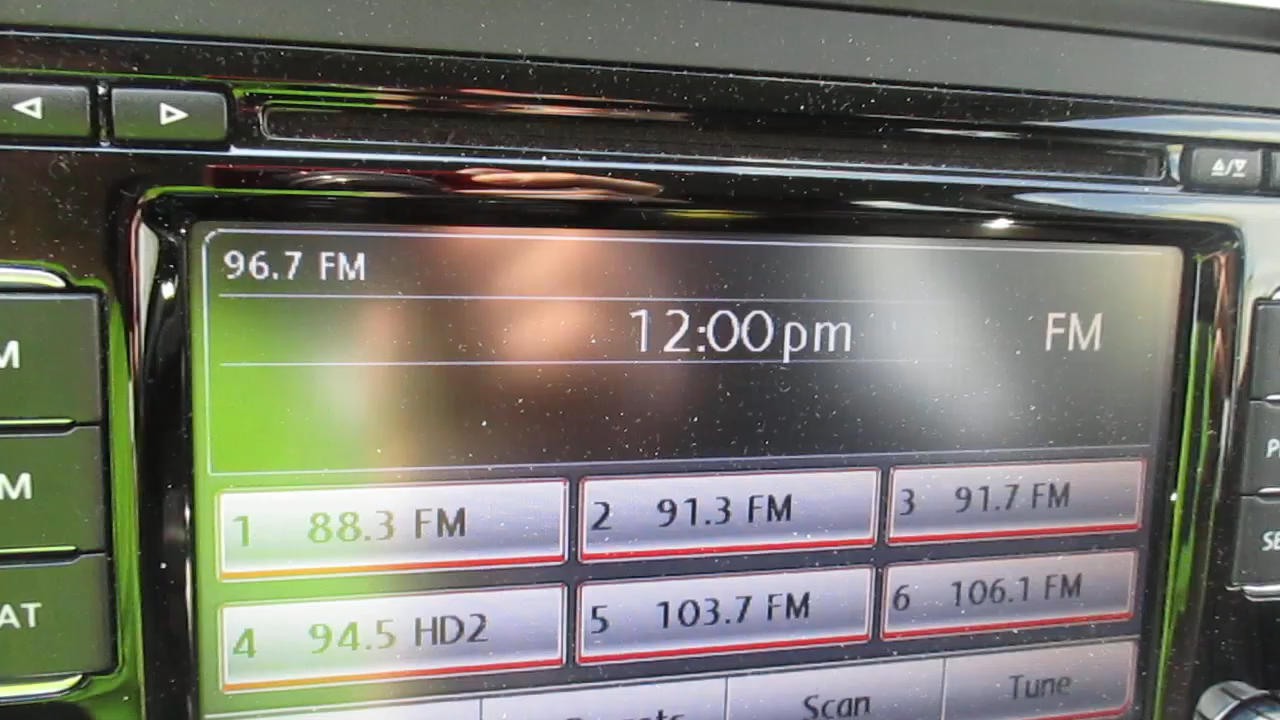 96.7 FM
12:00pm FM
1 88.3 FM 2 91.3 FM 3 91.7 FM
4 94.5 HD2 5 103.7 FM 6 106.1 FM
Scan Tune